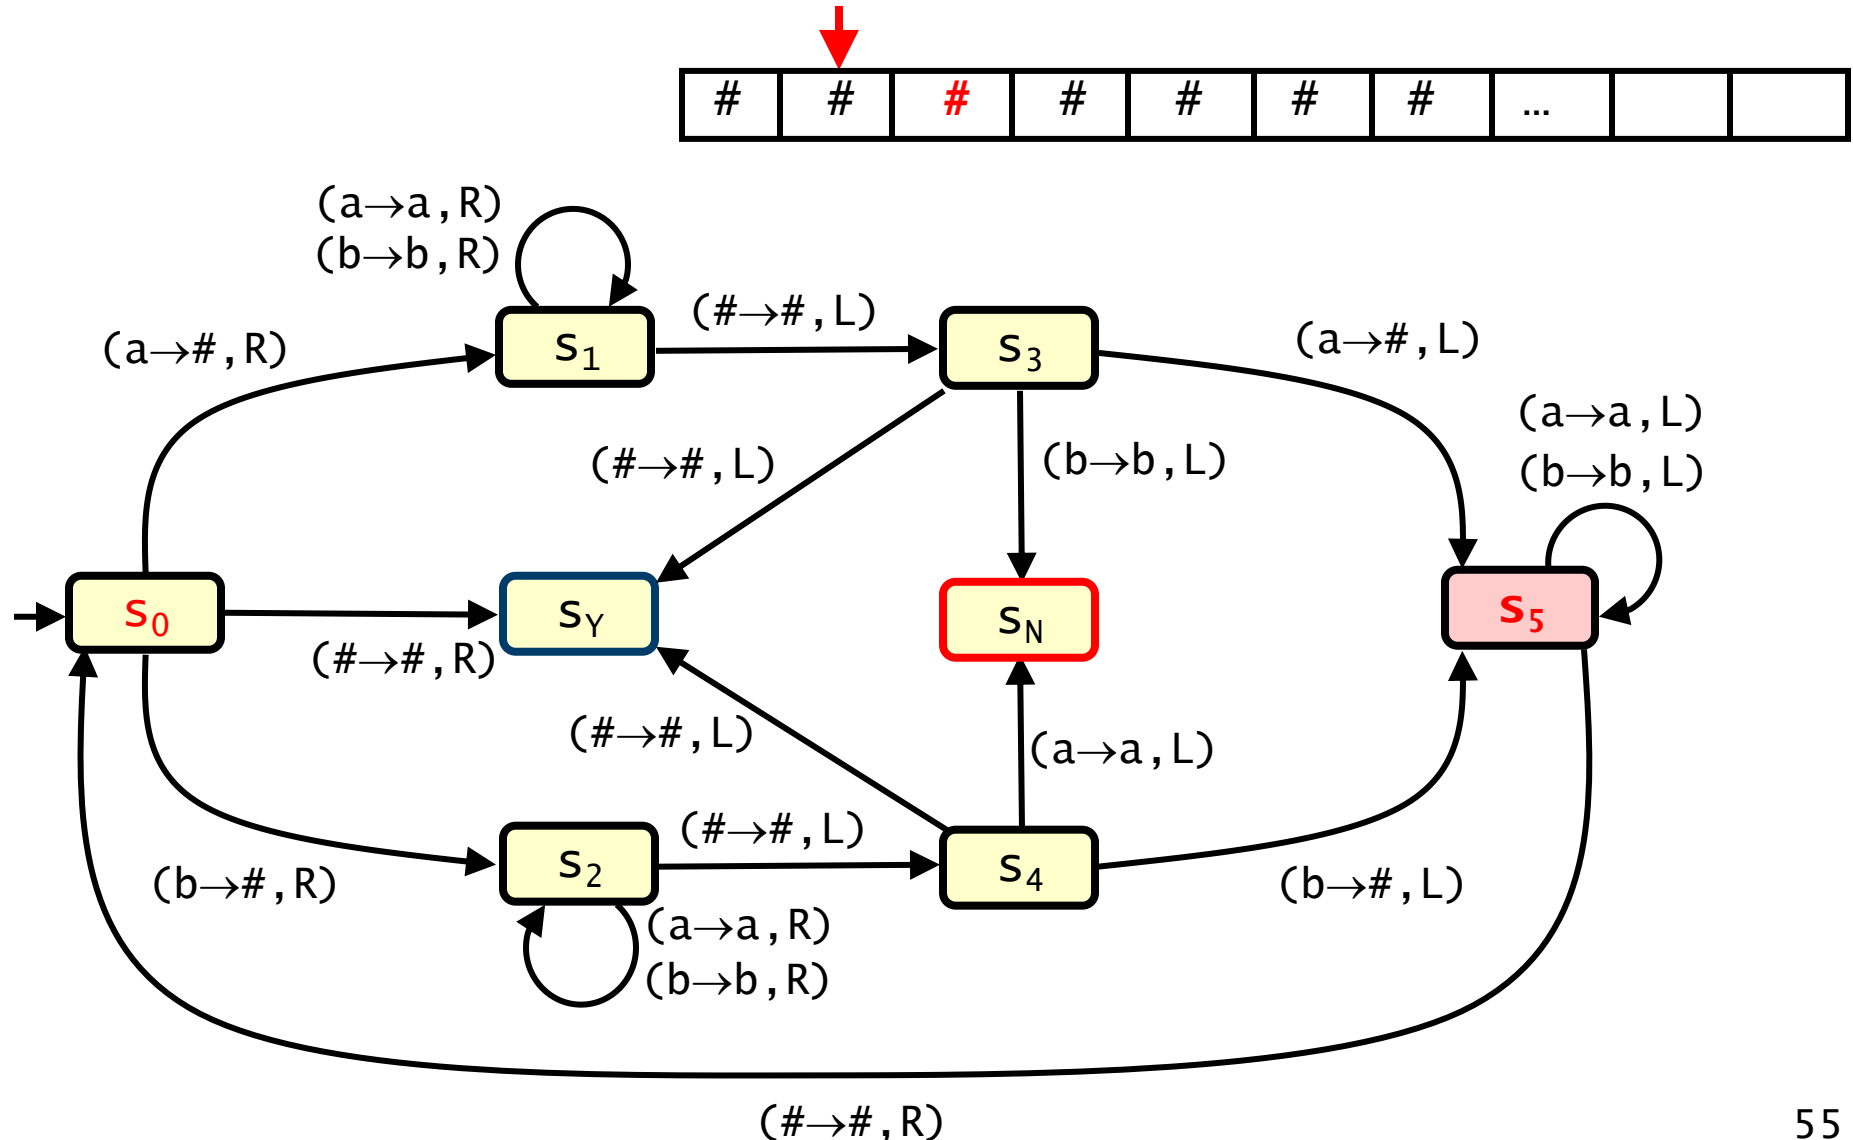 # # # # # # # ...
(a→a,R)
(b→b,R)
(#→#,L)
(a→#,R)
s1
s3
(a→#,L)
(a→a,L)
(b→b,L)
(#→#,L)
(b→b,L)
s0
sY
sN
s5
(#→#,R)
(#→#,L)
(a→a,L)
(#→#,L)
s2
s4
(b→#,R)
(b→#,L)
(a→a,R)
(b→b,R)
(#→#,R)
55